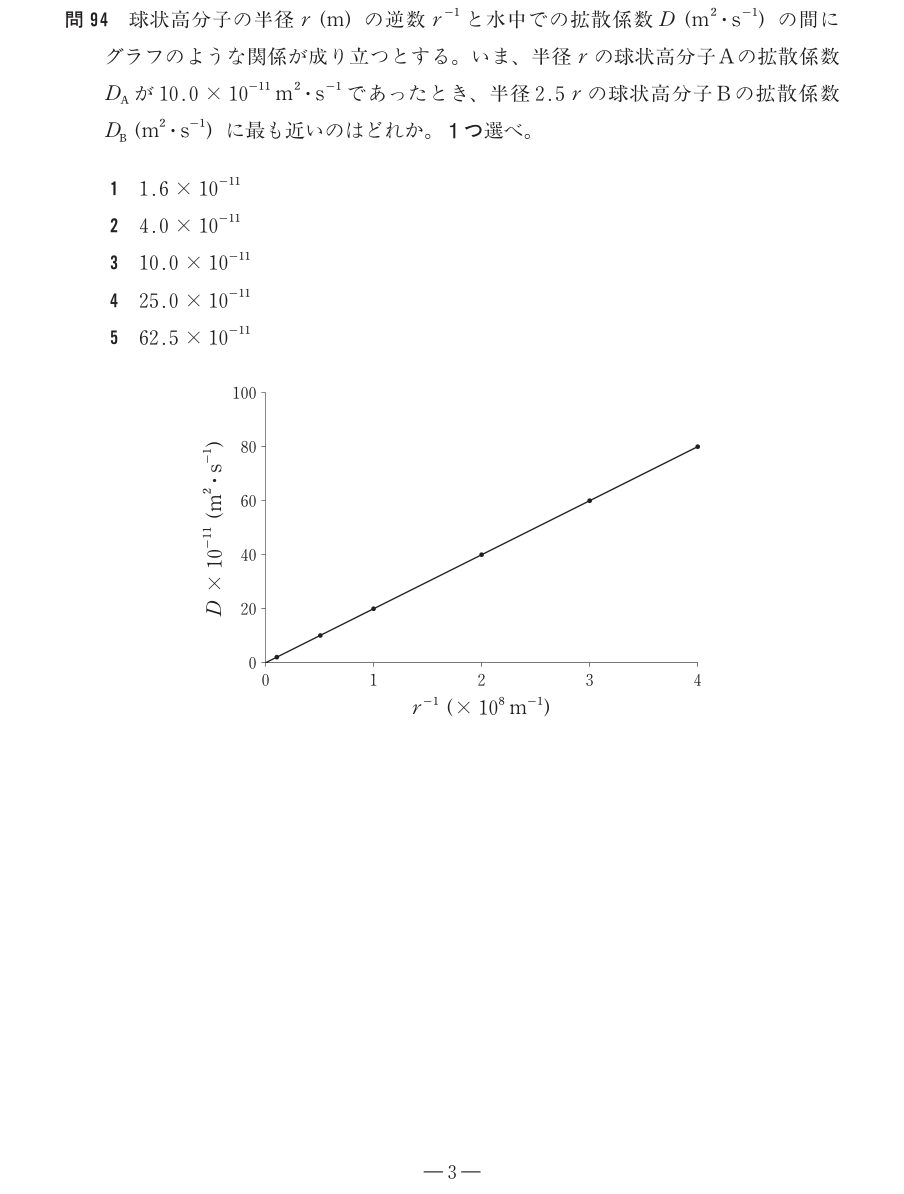 問94 球状高分子の半径 r (m) の逆数 r⁻¹ と水中での拡散係数 D (m²・s⁻¹) の間に
グラフのような関係が成り立つとする。いま、半径 r の球状高分子Aの拡散係数
D_A が 10.0 × 10⁻¹¹ m²・s⁻¹ であったとき、半径 2.5 r の球状高分子Bの拡散係数
D_B (m²・s⁻¹) に最も近いのはどれか。1つ選べ。
1 1.6 × 10⁻¹¹
2 4.0 × 10⁻¹¹
3 10.0 × 10⁻¹¹
4 25.0 × 10⁻¹¹
5 62.5 × 10⁻¹¹
D × 10⁻¹¹ (m²・s⁻¹)
100
80
60
40
20
0
0 1 2 3 4
r⁻¹ (× 10⁸ m⁻¹)
— 3 —